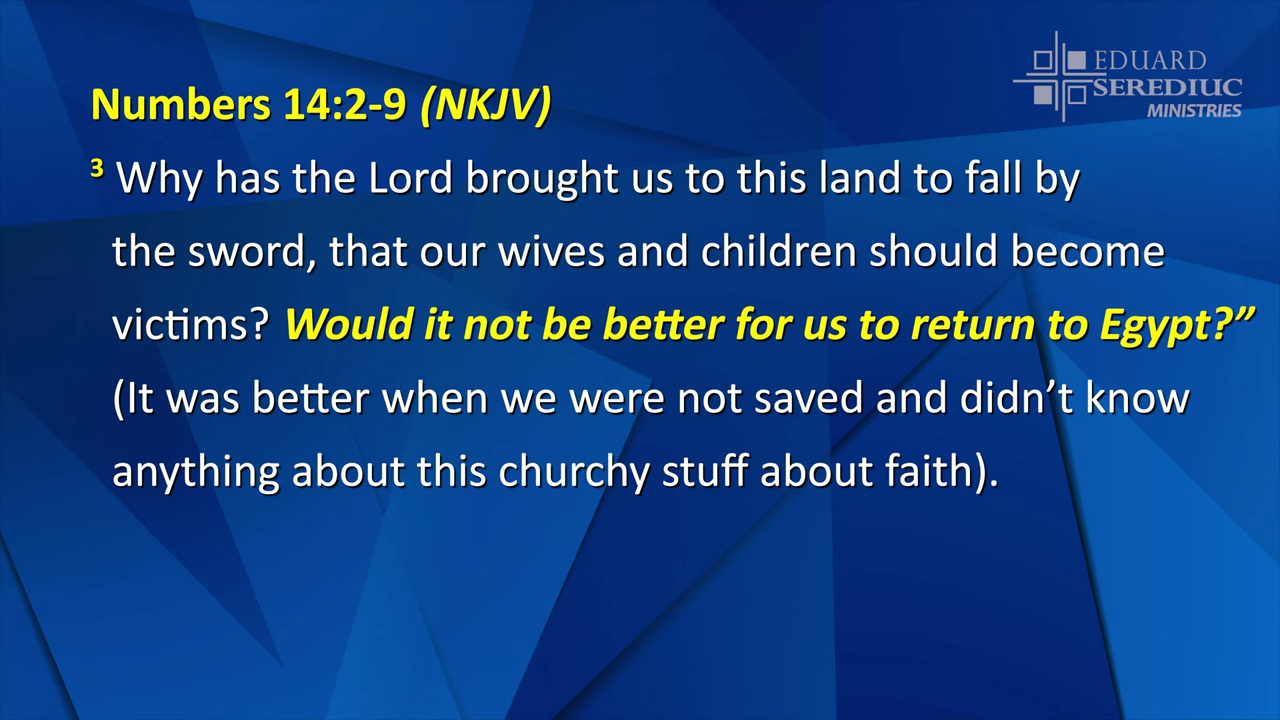 EDUARD
SEREDIUC
MINISTRIES
Numbers 14:2-9 (NKJV)
3 Why has the Lord brought us to this land to fall by
the sword, that our wives and children should become
victims? Would it not be better for us to return to Egypt?”
(It was better when we were not saved and didn’t know
anything about this churchy stuff about faith).